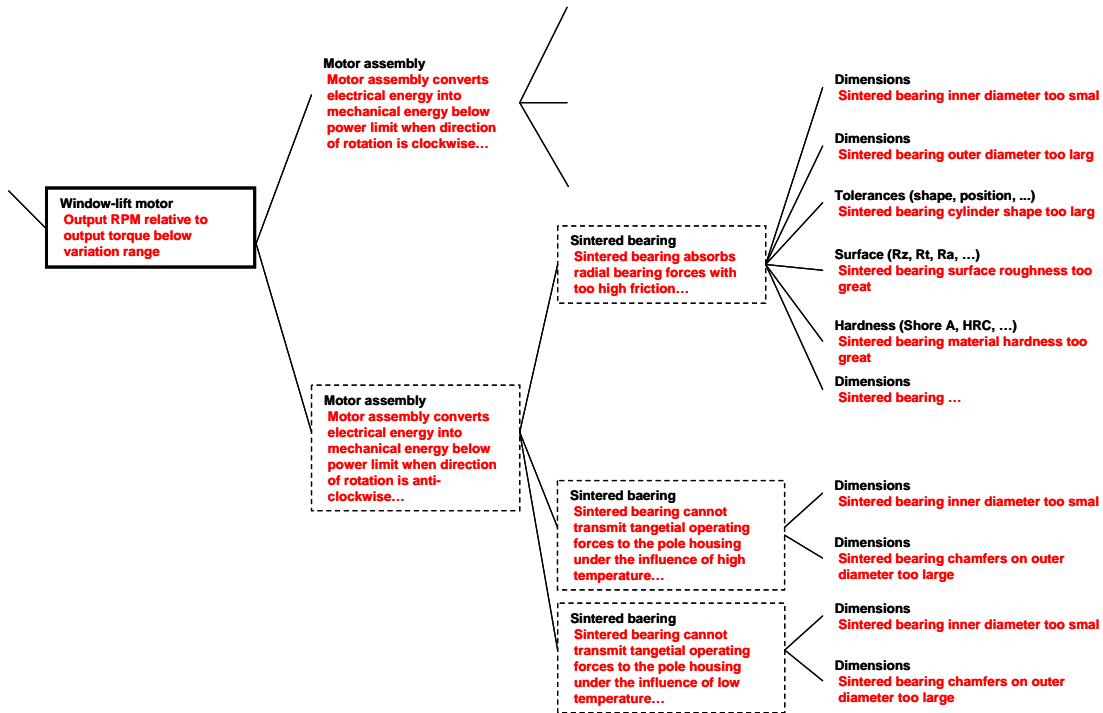 Motor assembly
Motor assembly converts
electrical energy into
mechanical energy below
power limit when direction
of rotation is clockwise…
Window-lift motor
Output RPM relative to
output torque below
variation range
Motor assembly
Motor assembly converts
electrical energy into
mechanical energy below
power limit when direction
of rotation is anti-
clockwise…
Sintered bearing
Sintered bearing absorbs
radial bearing forces with
too high friction…
Sintered baering
Sintered bearing cannot
transmit tangetial operating
forces to the pole housing
under the influence of high
temperature…
Sintered baering
Sintered bearing cannot
transmit tangetial operating
forces to the pole housing
under the influence of low
temperature…
Dimensions
Sintered bearing inner diameter too smal
Dimensions
Sintered bearing outer diameter too larg
Tolerances (shape, position, ...)
Sintered bearing cylinder shape too larg
Surface (Rz, Rt, Ra, …)
Sintered bearing surface roughness too
great
Hardness (Shore A, HRC, …)
Sintered bearing material hardness too
great
Dimensions
Sintered bearing …
Dimensions
Sintered bearing inner diameter too smal
Dimensions
Sintered bearing chamfers on outer
diameter too large
Dimensions
Sintered bearing inner diameter too smal
Dimensions
Sintered bearing chamfers on outer
diameter too large